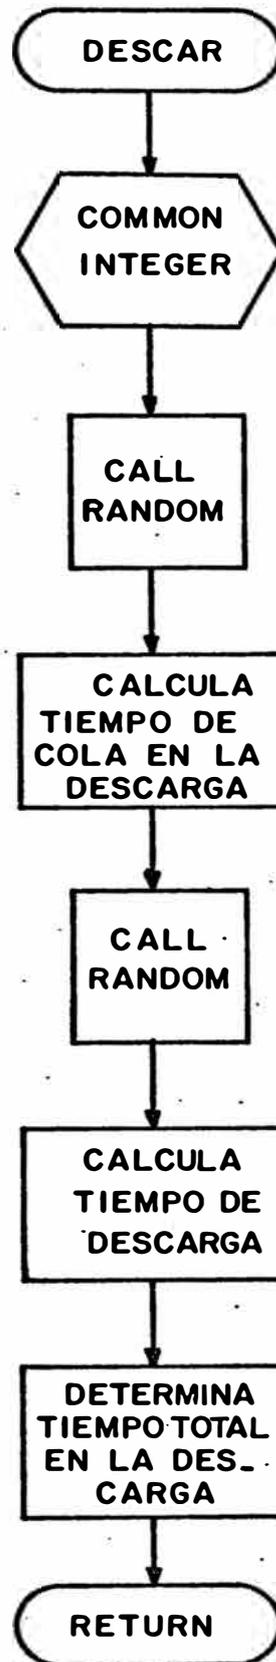 DESCAR
COMMON
INTEGER
CALL
RANDOM
CALCULA
TIEMPO DE
COLA EN LA
DESCARGA
CALL
RANDOM
CALCULA
TIEMPO DE
DESCARGA
DETERMINA
TIEMPO TOTAL
EN LA DES_
CARGA
RETURN